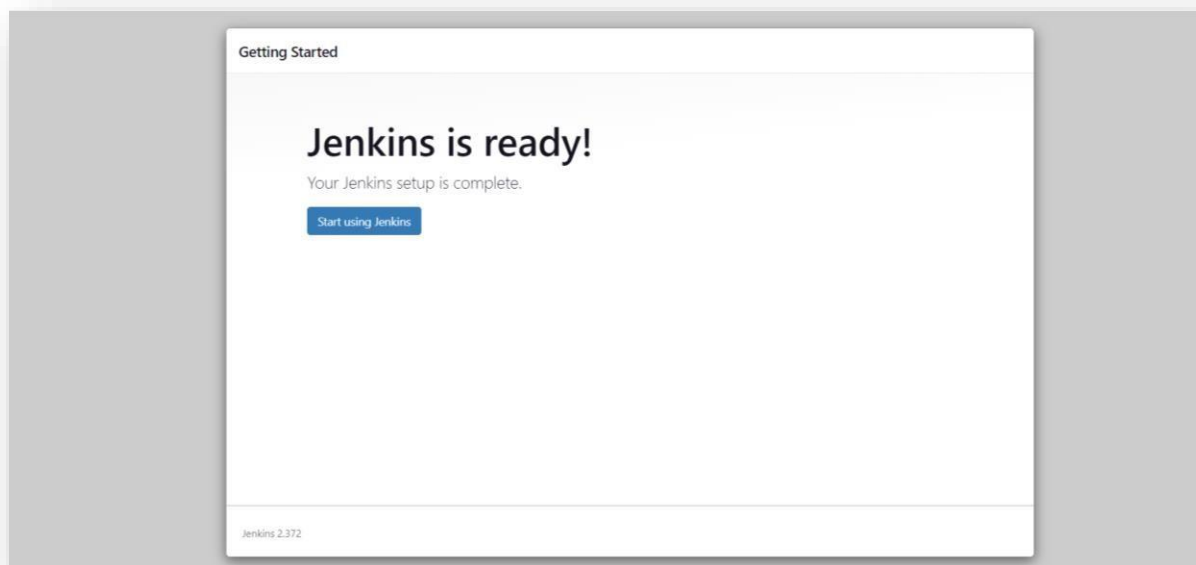 Getting Started
Jenkins is ready!
Your Jenkins setup is complete.
Start using Jenkins
Jenkins 2.372